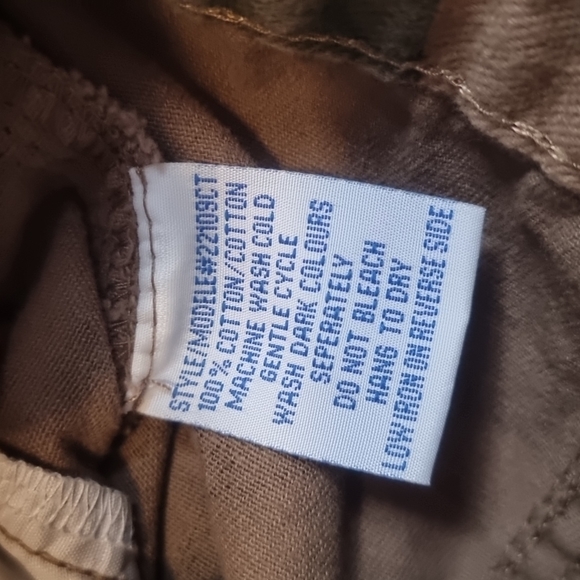 STYLE/MODELE#22109CT
100% COTTON/COTTON
MACHINE WASH COLD
GENTLE CYCLE
WASH DARK COLOURS
SEPERATELY
DO NOT BLEACH
HANG TO DRY
LOW IRON ON REVERSE SIDE